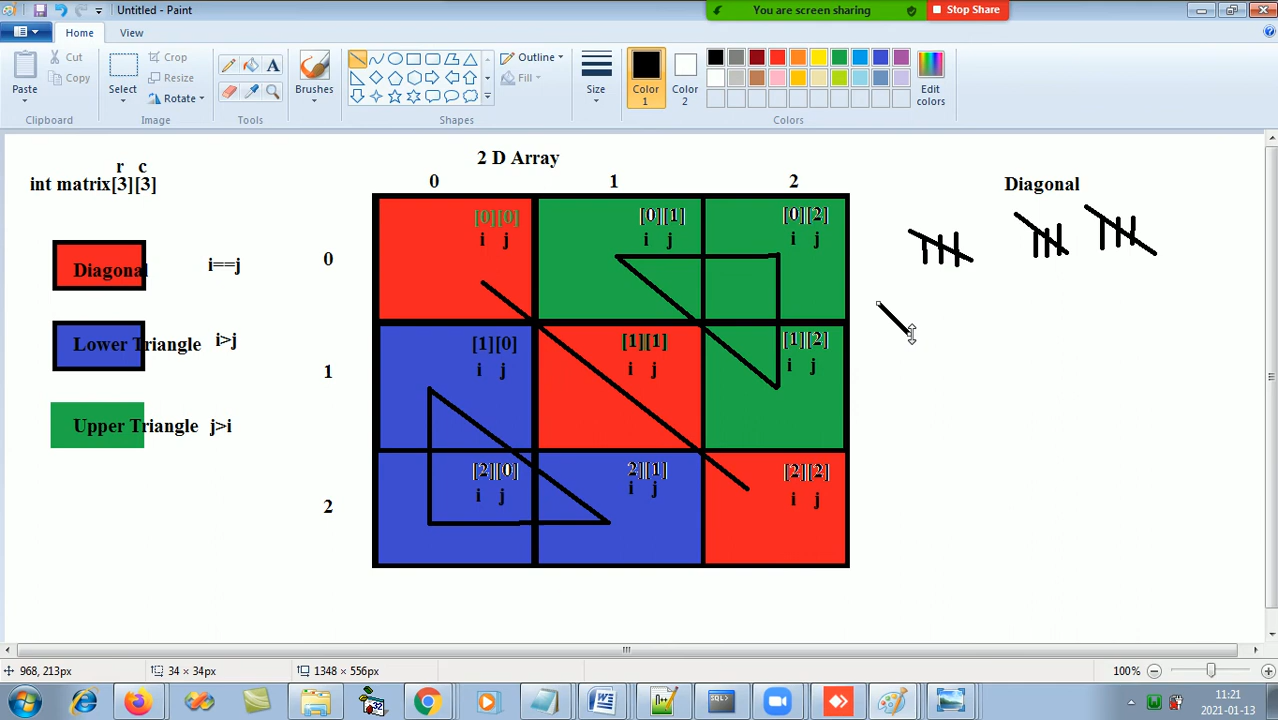 Untitled - Paint
You are screen sharing
Stop Share
Home
View
Paste
Cut
Copy
Clipboard
Select
Crop
Resize
Rotate
Image
Tools
Brushes
Shapes
Outline
Fill
Size
Color 1
Color 2
Edit colors
Colors
2 D Array
r c
int matrix[3][3]
0 1 2
Diagonal
Diagonal i==j
Lower Triangle i>j
Upper Triangle j>i
0
[0][0]
i j
[0][1]
i j
[0][2]
i j
1
[1][0]
i j
[1][1]
i j
[1][2]
i j
2
[2][0]
i j
2][1]
i j
[2][2]
i j
968, 213px
34 × 34px
1348 × 556px
100%
11:21
2021-01-13